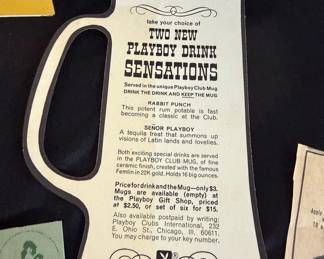 take your choice of
TWO NEW
PLAYBOY DRINK
SENSATIONS
Served in the unique Playboy Club Mug
DRINK THE DRINK AND KEEP THE MUG
RABBIT PUNCH
This potent rum potable is fast
becoming a classic at the Club.
SEÑOR PLAYBOY
A tequila treat that summons up
visions of Latin lands and lovelies.
Both exciting special drinks are served
in the PLAYBOY CLUB MUG, of fine
ceramic finish, crested with the famous
Femlin in 22K gold. Holds 16 big ounces.
Price for drink and the Mug—only $3.
Mugs are available (empty) at
the Playboy Gift Shop, priced
at $2.50, or set of six for $15.
Also available postpaid by writing:
Playboy Clubs International, 232
E. Ohio St., Chicago, Ill. 60611.
You may charge to your key number.